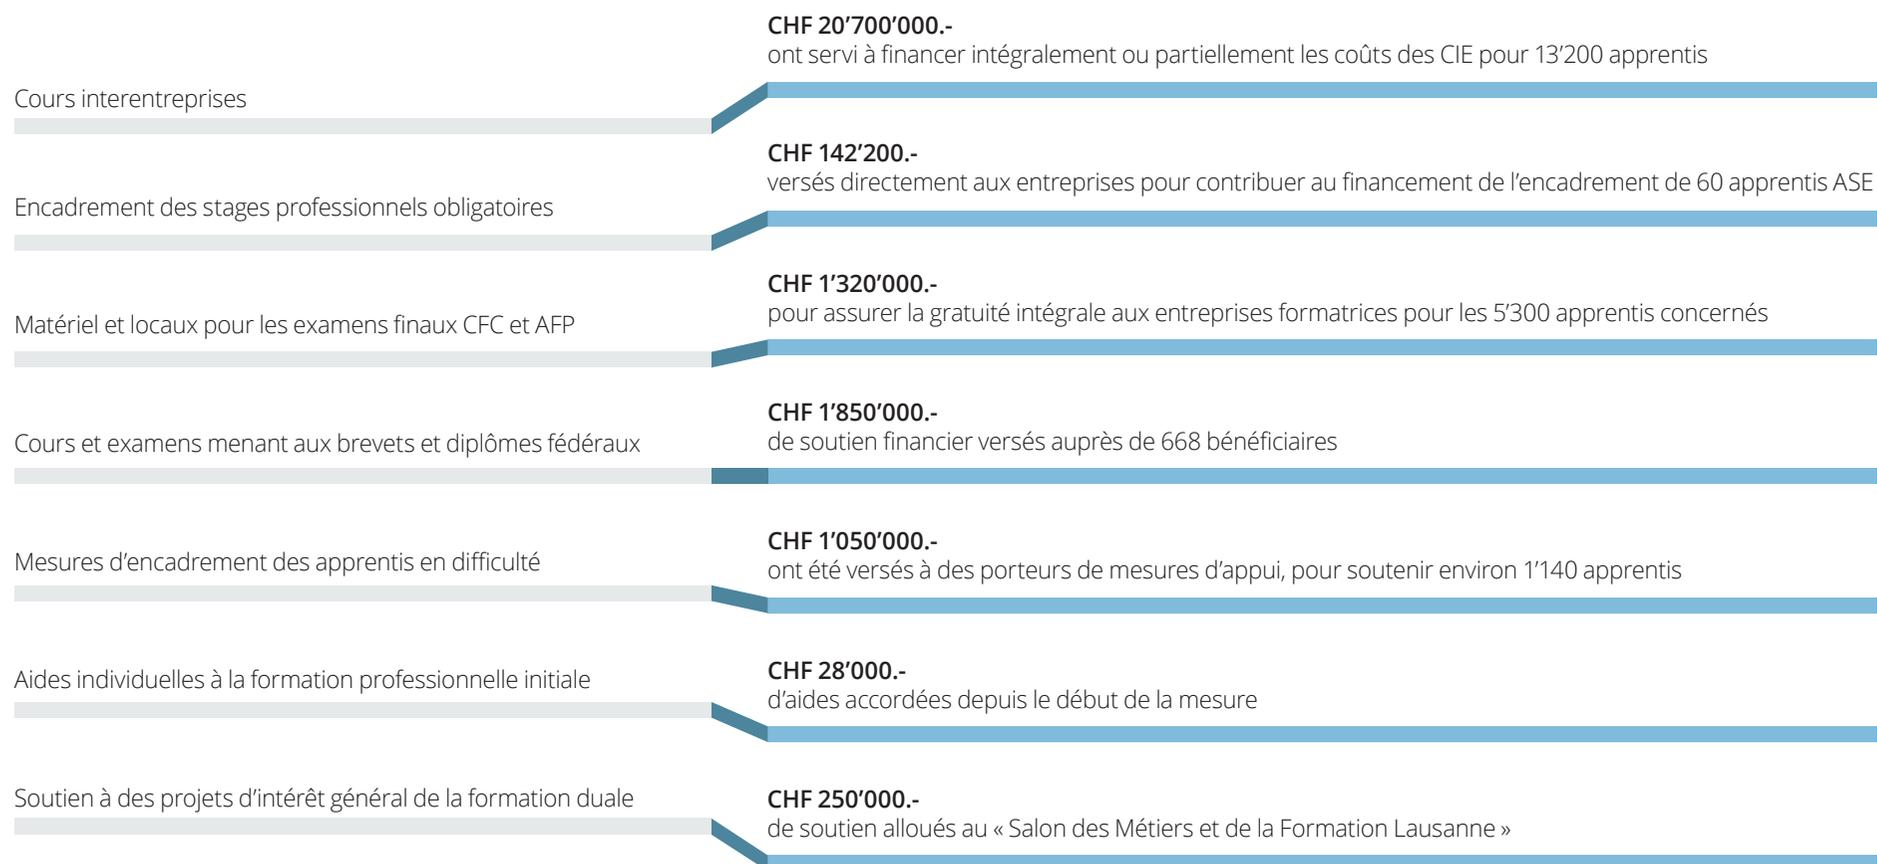 Cours interentreprises
CHF 20’700’000.-
ont servi à financer intégralement ou partiellement les coûts des CIE pour 13’200 apprentis
Encadrement des stages professionnels obligatoires
CHF 142’200.-
versés directement aux entreprises pour contribuer au financement de l’encadrement de 60 apprentis ASE
Matériel et locaux pour les examens finaux CFC et AFP
CHF 1’320’000.-
pour assurer la gratuité intégrale aux entreprises formatrices pour les 5’300 apprentis concernés
Cours et examens menant aux brevets et diplômes fédéraux
CHF 1’850’000.-
de soutien financier versés auprès de 668 bénéficiaires
Mesures d’encadrement des apprentis en difficulté
CHF 1’050’000.-
ont été versés à des porteurs de mesures d’appui, pour soutenir environ 1’140 apprentis
Aides individuelles à la formation professionnelle initiale
CHF 28’000.-
d’aides accordées depuis le début de la mesure
Soutien à des projets d’intérêt général de la formation duale
CHF 250’000.-
de soutien alloués au « Salon des Métiers et de la Formation Lausanne »